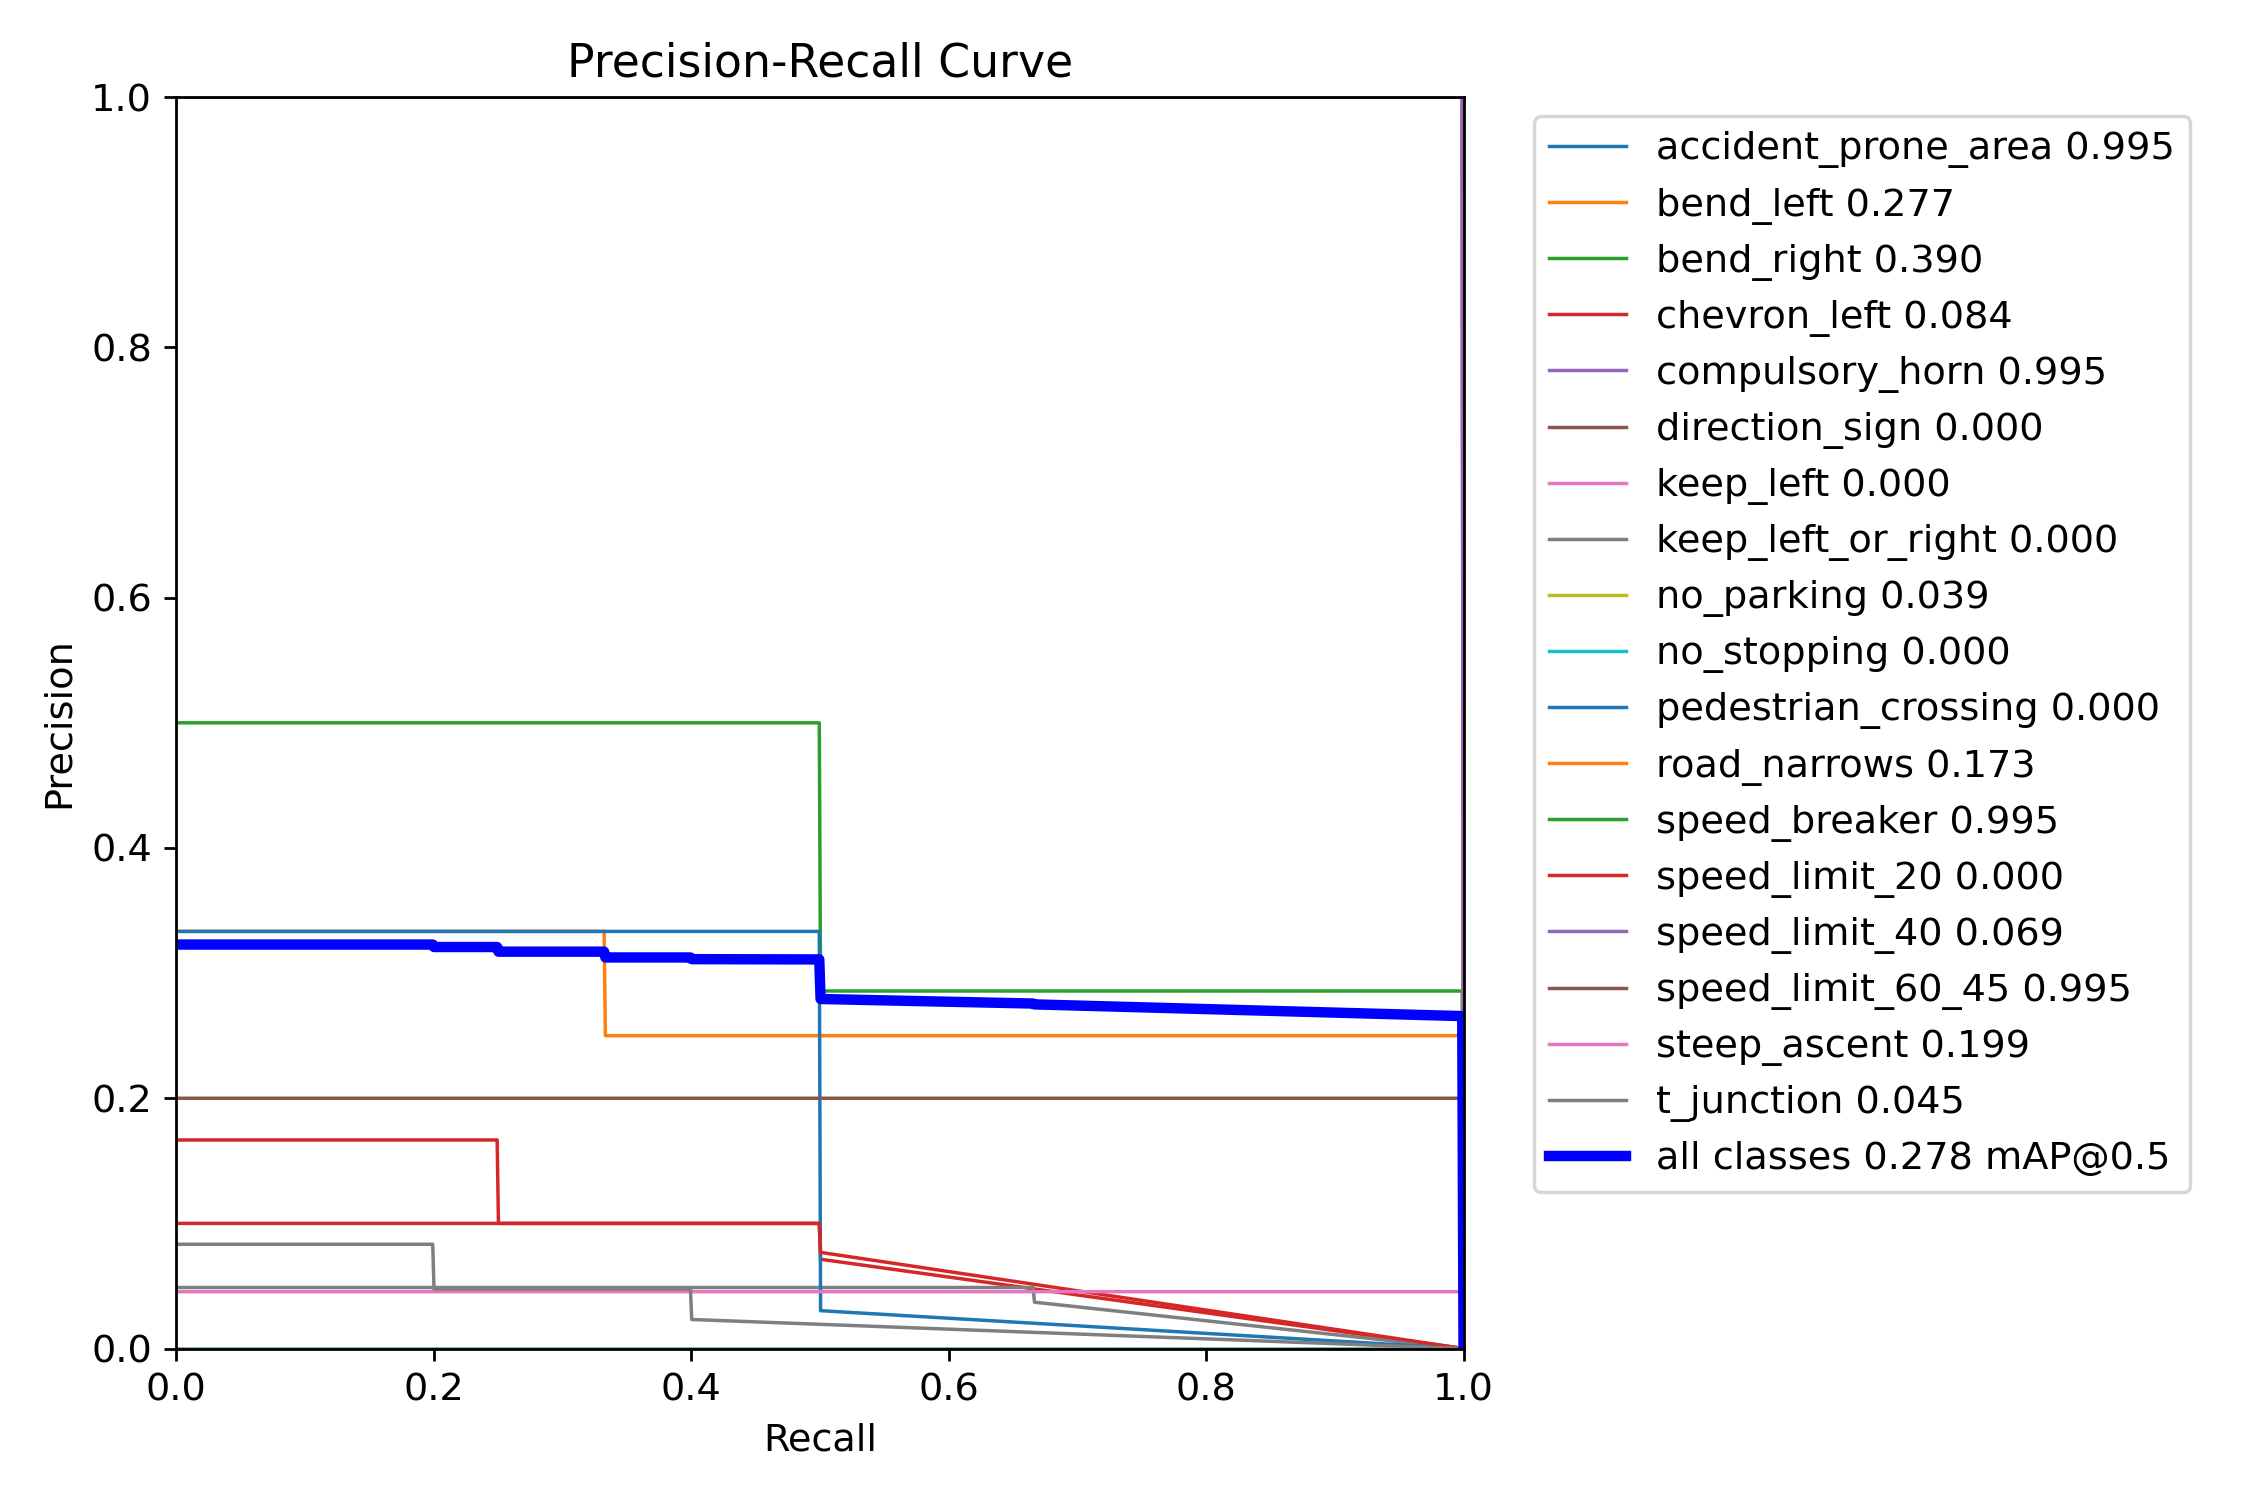 Precision-Recall Curve
1.0
0.8
0.6
0.4
0.2
0.0
Precision
0.0 0.2 0.4 0.6 0.8 1.0
Recall
accident_prone_area 0.995
bend_left 0.277
bend_right 0.390
chevron_left 0.084
compulsory_horn 0.995
direction_sign 0.000
keep_left 0.000
keep_left_or_right 0.000
no_parking 0.039
no_stopping 0.000
pedestrian_crossing 0.000
road_narrows 0.173
speed_breaker 0.995
speed_limit_20 0.000
speed_limit_40 0.069
speed_limit_60_45 0.995
steep_ascent 0.199
t_junction 0.045
all classes 0.278 mAP@0.5